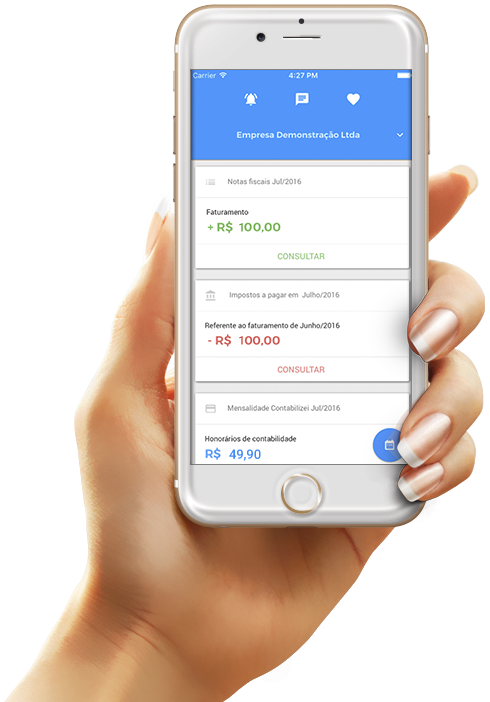 Carrier 4:27 PM
Empresa Demonstração Ltda
Notas fiscais Jul/2016
Faturamento
+ R$ 100,00
CONSULTAR
Impostos a pagar em Julho/2016
Referente ao faturamento de Junho/2016
- R$ 100,00
CONSULTAR
Mensalidade Contabilizei Jul/2016
Honorários de contabilidade
R$ 49,90